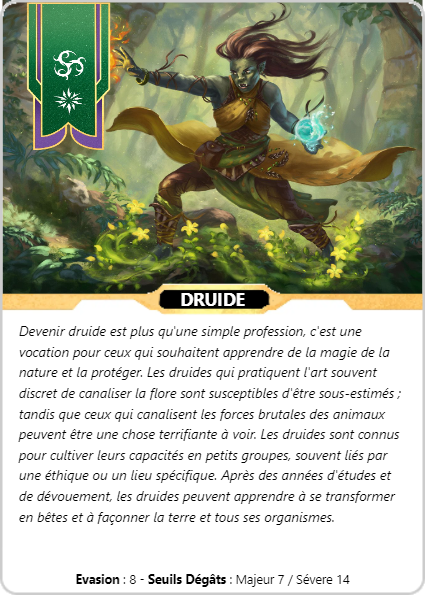 DRUIDE
Devenir druide est plus qu'une simple profession, c'est une
vocation pour ceux qui souhaitent apprendre de la magie de la
nature et la protéger. Les druides qui pratiquent l'art souvent
discret de canaliser la flore sont susceptibles d'être sous-estimés ;
tandis que ceux qui canalisent les forces brutales des animaux
peuvent être une chose terrifiante à voir. Les druides sont connus
pour cultiver leurs capacités en petits groupes, souvent liés par
une éthique ou un lieu spécifique. Après des années d'études et
de dévouement, les druides peuvent apprendre à se transformer
en bêtes et à façonner la terre et tous ses organismes.
Evasion : 8 - Seuils Dégâts : Majeur 7 / Sévere 14